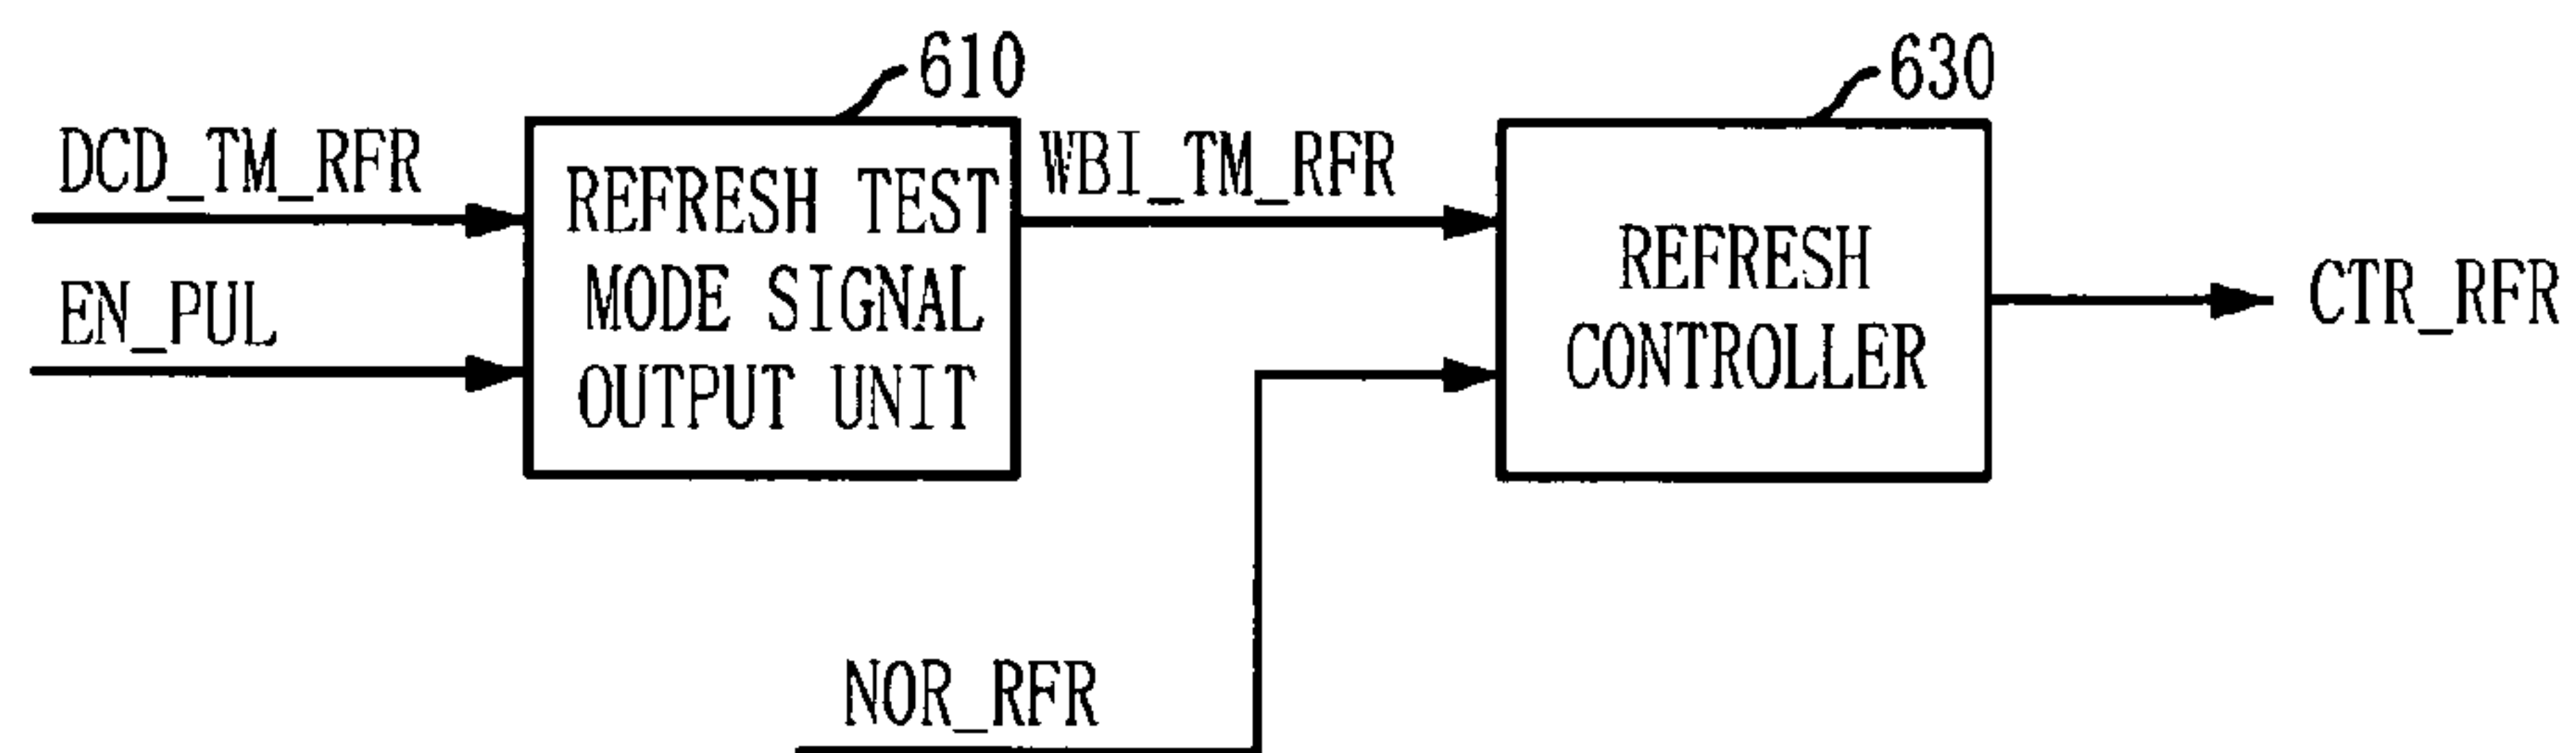 610
630
DCD_TM_RFR
WBI_TM_RFR
REFRESH TEST
MODE SIGNAL
OUTPUT UNIT
REFRESH
CONTROLLER
EN_PUL
CTR_RFR
NOR_RFR